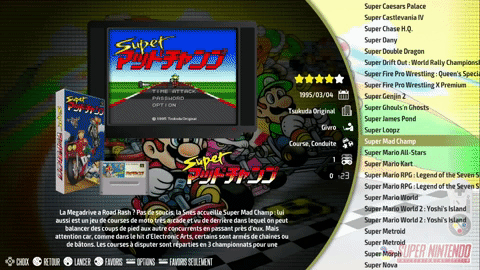 Super
マッドチャンプ
TIME ATTACK
PASSWORD
OPTION
© 1995 Tsukuda Original
1995/03/04
Tsukuda Original
Givro
Course, Conduite
1
0 :23
Super
マッドチャンプ
La Megadrive a Road Rash ? Pas de soucis, la Snes accueille Super Mad Champ : lui
aussi est un jeu de courses de moto très arcade et où de derrière dans lequel on peut
balancer des coups de pied aux autre concurrents en passant près d'eux. Mais
attention car, comme dans le hit d'Electronic Arts, certains sont armés de chaines ou
de bâtons. Les courses à disputer sont réparties en 3 championnats pour une
CHOIX
RETOUR
LANCER
FAVORIS
OPTIONS
FAVORIS SEULEMENT
Super Caesars Palace
Super Castlevania IV
Super Chase H.Q.
Super Dany
Super Double Dragon
Super Drift Out : World Rally Championship
Super Fire Pro Wrestling : Queen's Specia
Super Fire Pro Wrestling X Premium
Super Genjin 2
Super Ghouls'n Ghosts
Super James Pond
Super Loopz
Super Mad Champ
Super Mario All-Stars
Super Mario Kart
Super Mario RPG : Legend of the Seven S
Super Mario RPG : Legend of the Seven S
Super Mario World
Super Mario World 2 : Yoshi's Island
Super Mario World 2 : Yoshi's Island
Super Metroid
Super Metroid
Super Morph
Super Nova
SUPER NINTENDO